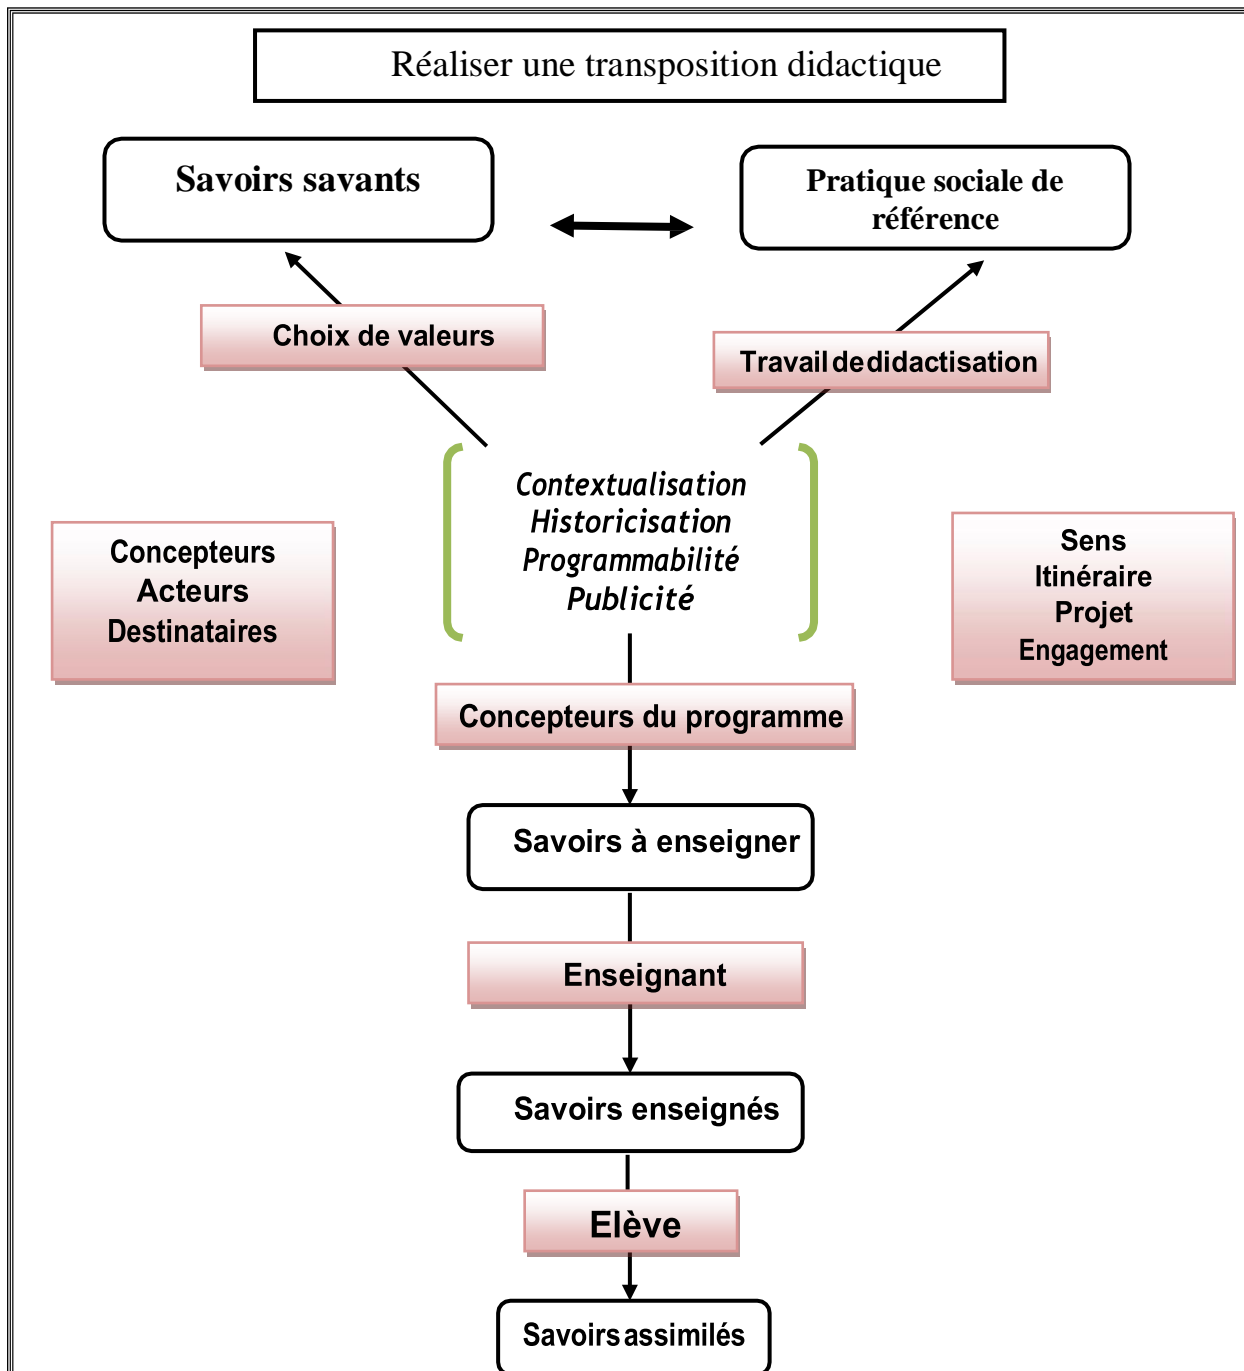 Réaliser une transposition didactique
Savoirs savants
Pratique sociale de
référence
Choix de valeurs
Travail de didactisation
Contextualisation
Historicisation
Programmabilité
Publicité
Concepteurs
Acteurs
Destinataires
Sens
Itinéraire
Projet
Engagement
Concepteurs du programme
Savoirs à enseigner
Enseignant
Savoirs enseignés
Elève
Savoirs assimilés